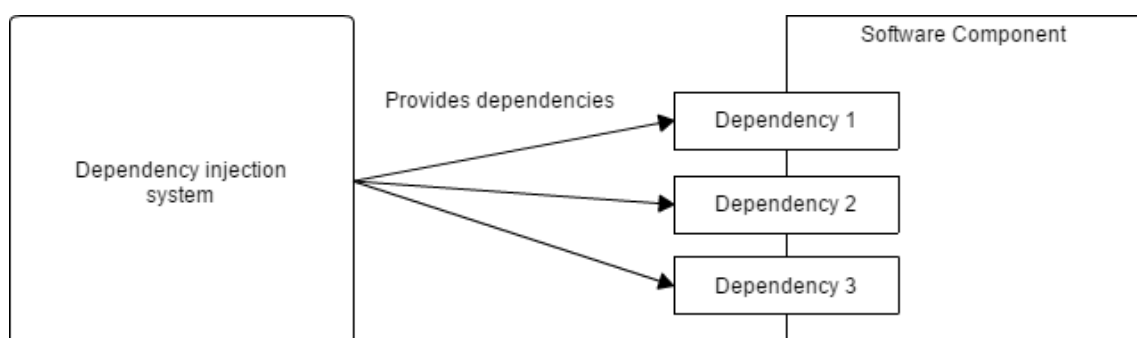 Software Component
Provides dependencies
Dependency 1
Dependency injection
system
Dependency 2
Dependency 3